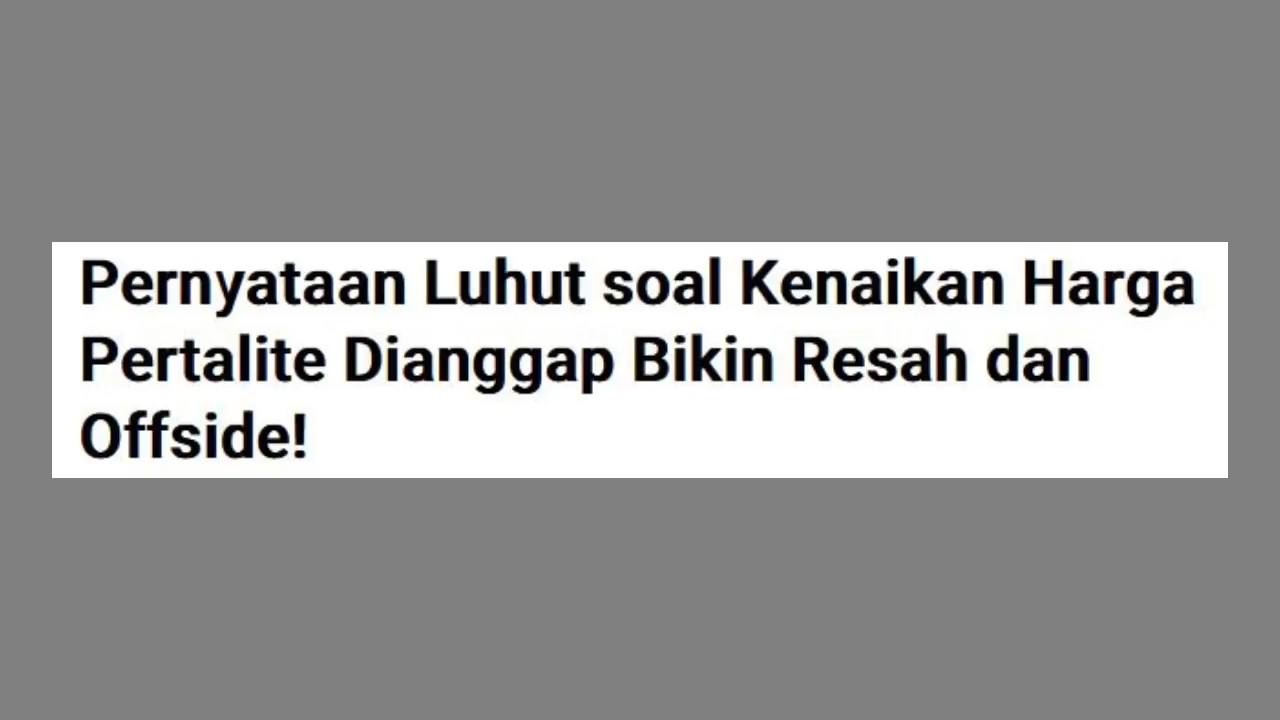 Pernyataan Luhut soal Kenaikan Harga
Pertalite Dianggap Bikin Resah dan
Offside!